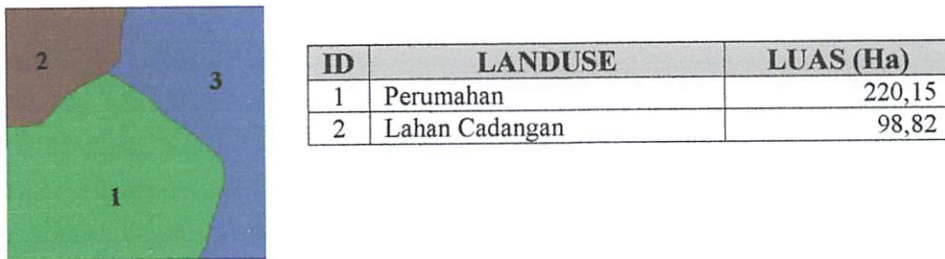 2
3
1
ID LANDUSE LUAS (Ha)
1 Perumahan 220,15
2 Lahan Cadangan 98,82